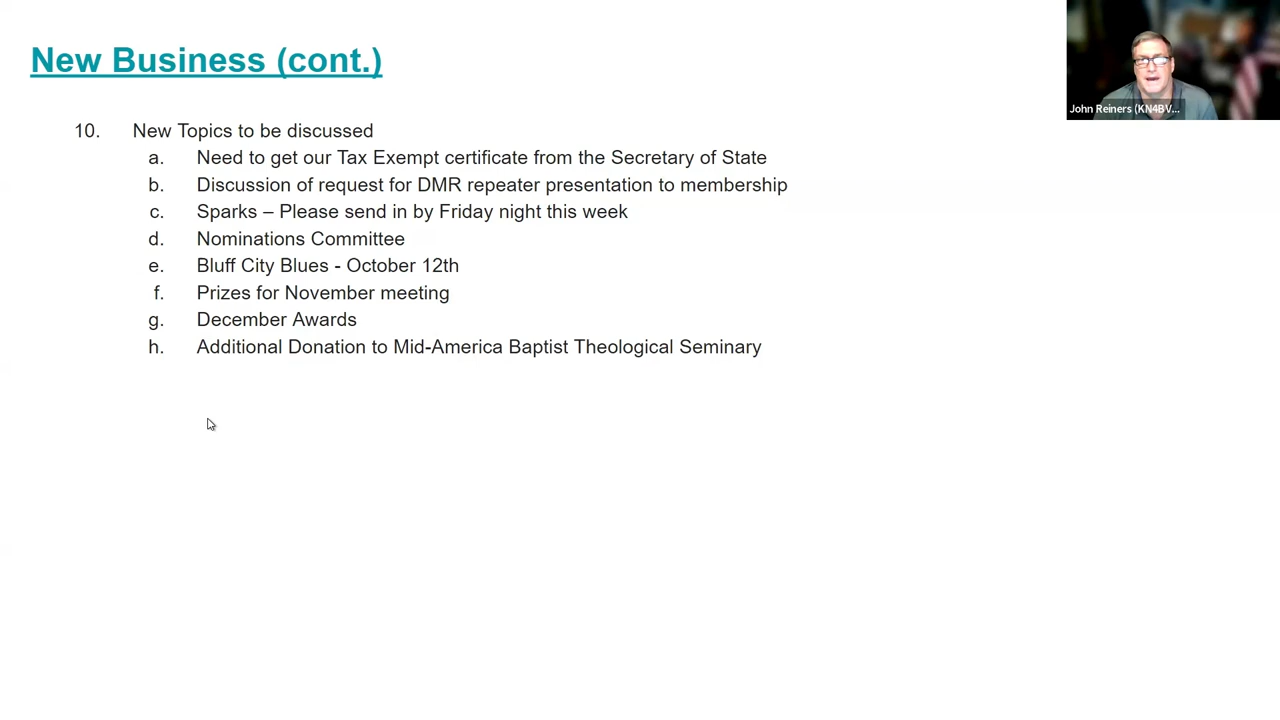 New Business (cont.)
John Reiners (KN4BV...
10. New Topics to be discussed
a. Need to get our Tax Exempt certificate from the Secretary of State
b. Discussion of request for DMR repeater presentation to membership
c. Sparks – Please send in by Friday night this week
d. Nominations Committee
e. Bluff City Blues - October 12th
f. Prizes for November meeting
g. December Awards
h. Additional Donation to Mid-America Baptist Theological Seminary